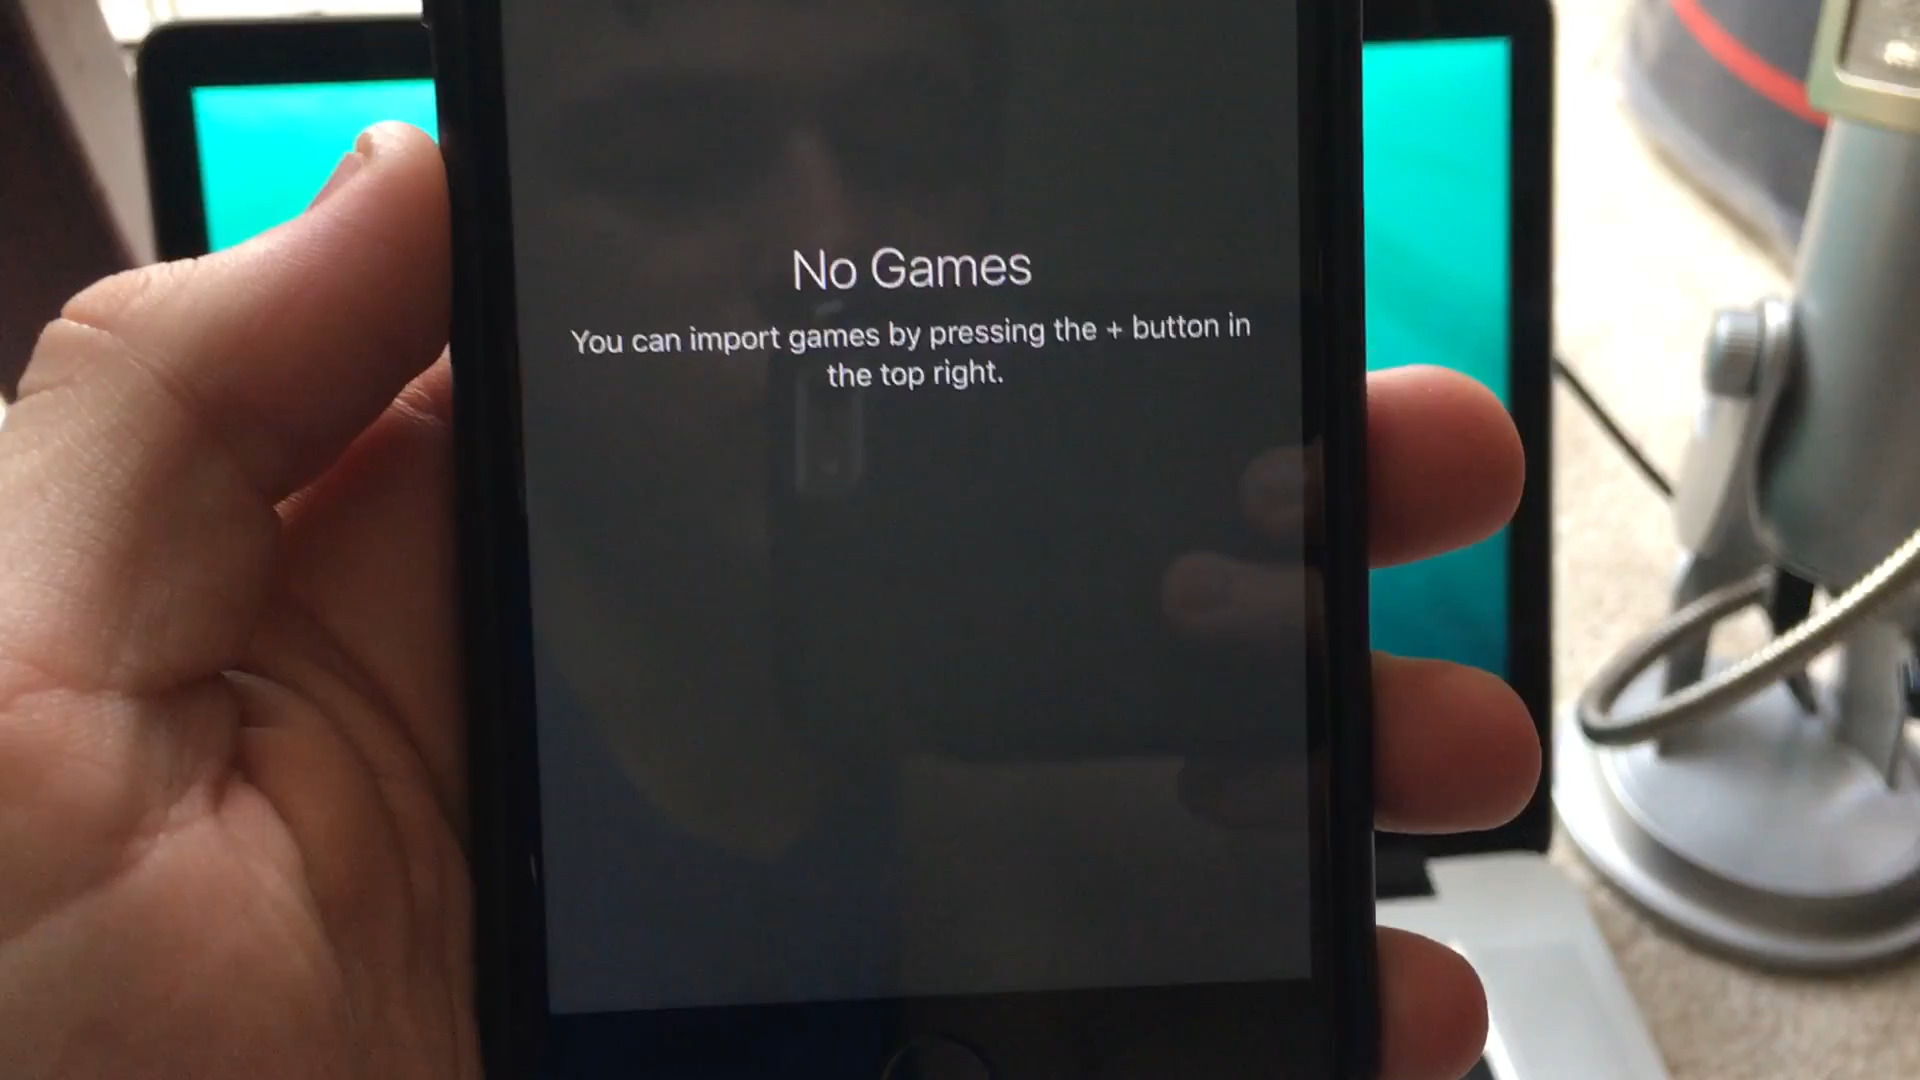 No Games
You can import games by pressing the + button in
the top right.